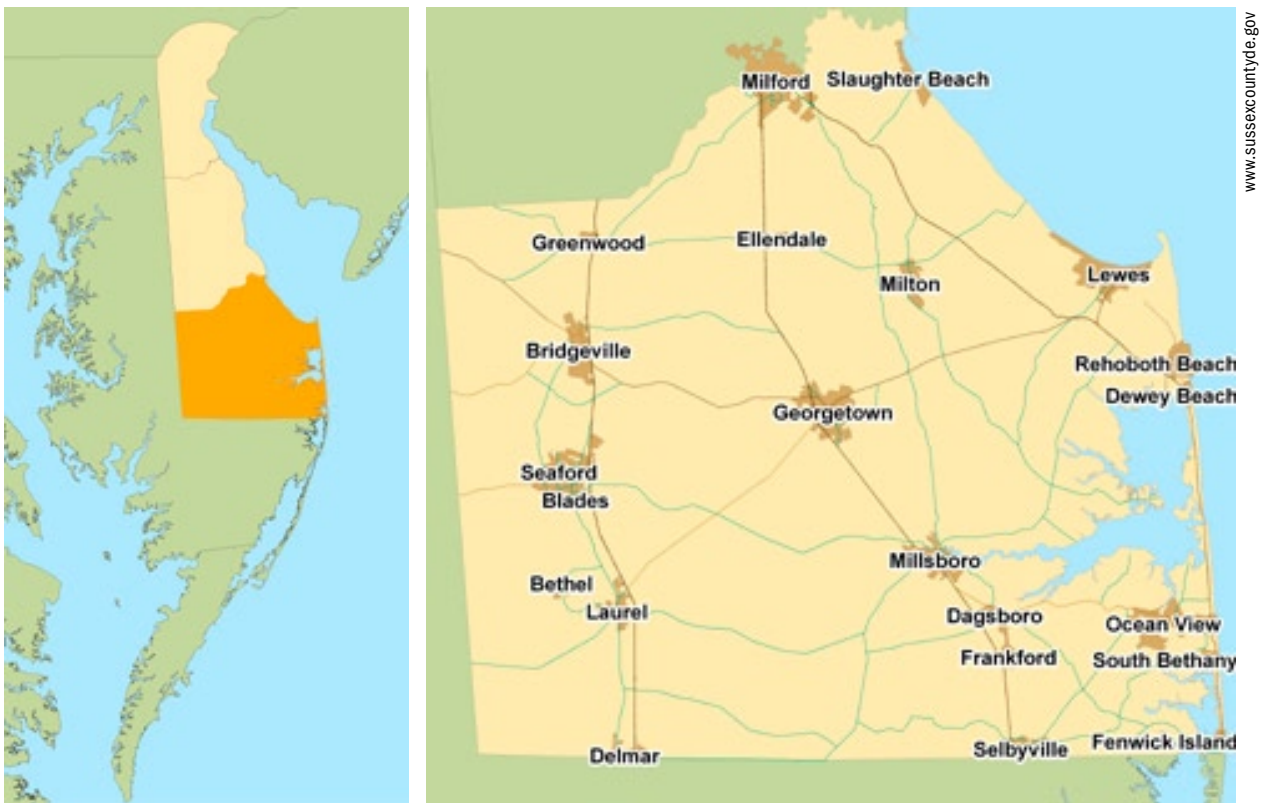 www.sussexcountyde.gov
Milford
Slaughter Beach
Greenwood
Ellendale
Milton
Lewes
Bridgeville
Rehoboth Beach
Dewey Beach
Georgetown
Seaford
Blades
Millsboro
Bethel
Laurel
Dagsboro
Ocean View
Frankford
South Bethany
Delmar
Selbyville
Fenwick Island